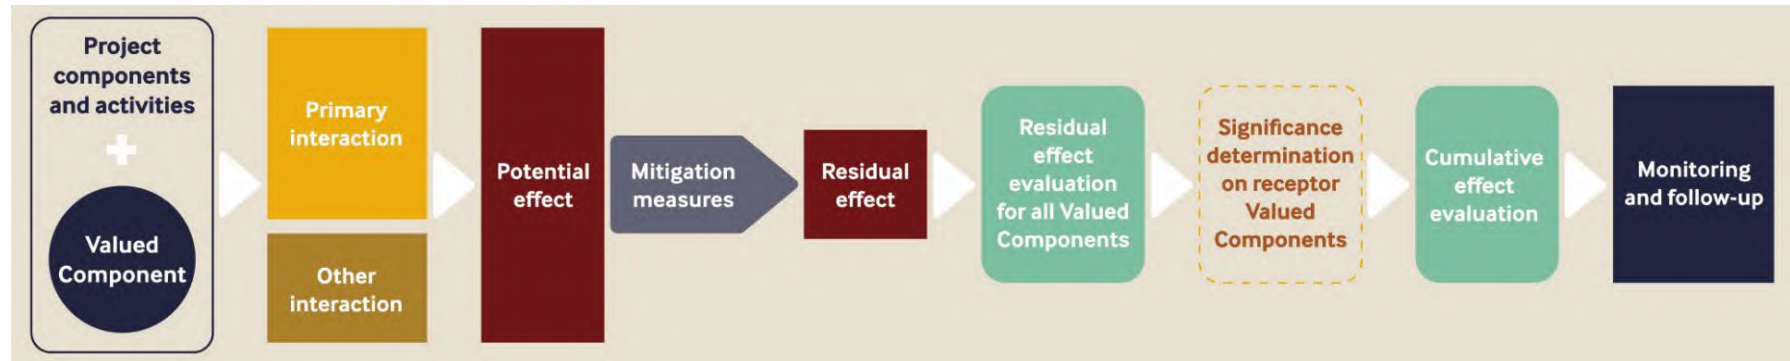 Project
components
and activities
+
Valued
Component
Primary
interaction
Other
interaction
Potential
effect
Mitigation
measures
Residual
effect
Residual
effect
evaluation
for all Valued
Components
Significance
determination
on receptor
Valued
Components
Cumulative
effect
evaluation
Monitoring
and follow-up